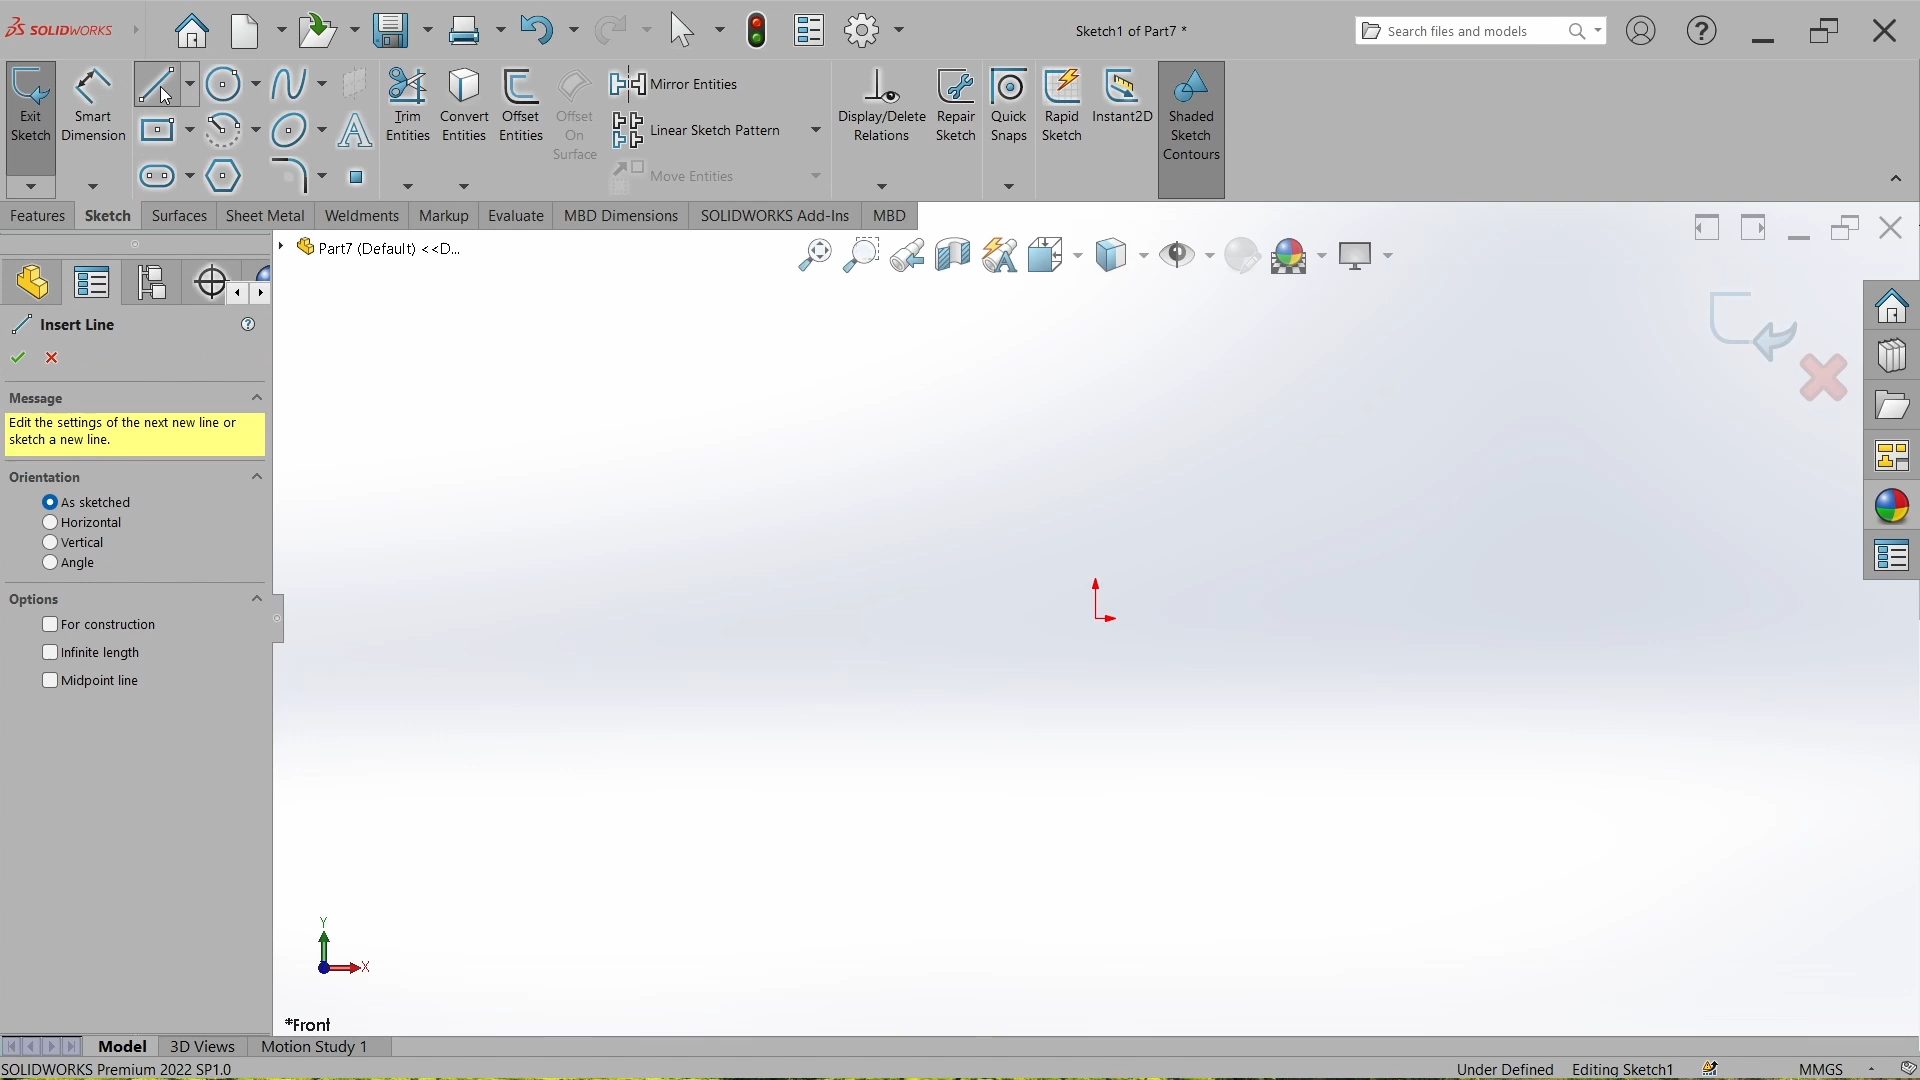 SOLIDWORKS
Sketch1 of Part7 *
Search files and models
Exit Sketch
Smart Dimension
Trim Entities
Convert Entities
Offset Entities
Offset On Surface
Mirror Entities
Linear Sketch Pattern
Move Entities
Display/Delete Relations
Repair Sketch
Quick Snaps
Rapid Sketch
Instant2D
Shaded Sketch Contours
Features
Sketch
Surfaces
Sheet Metal
Weldments
Markup
Evaluate
MBD Dimensions
SOLIDWORKS Add-Ins
MBD
Part7 (Default) <<D...
Insert Line
Message
Edit the settings of the next new line or
sketch a new line.
Orientation
As sketched
Horizontal
Vertical
Angle
Options
For construction
Infinite length
Midpoint line
Y
X
*Front
Model
3D Views
Motion Study 1
SOLIDWORKS Premium 2022 SP1.0
Under Defined
Editing Sketch1
MMGS